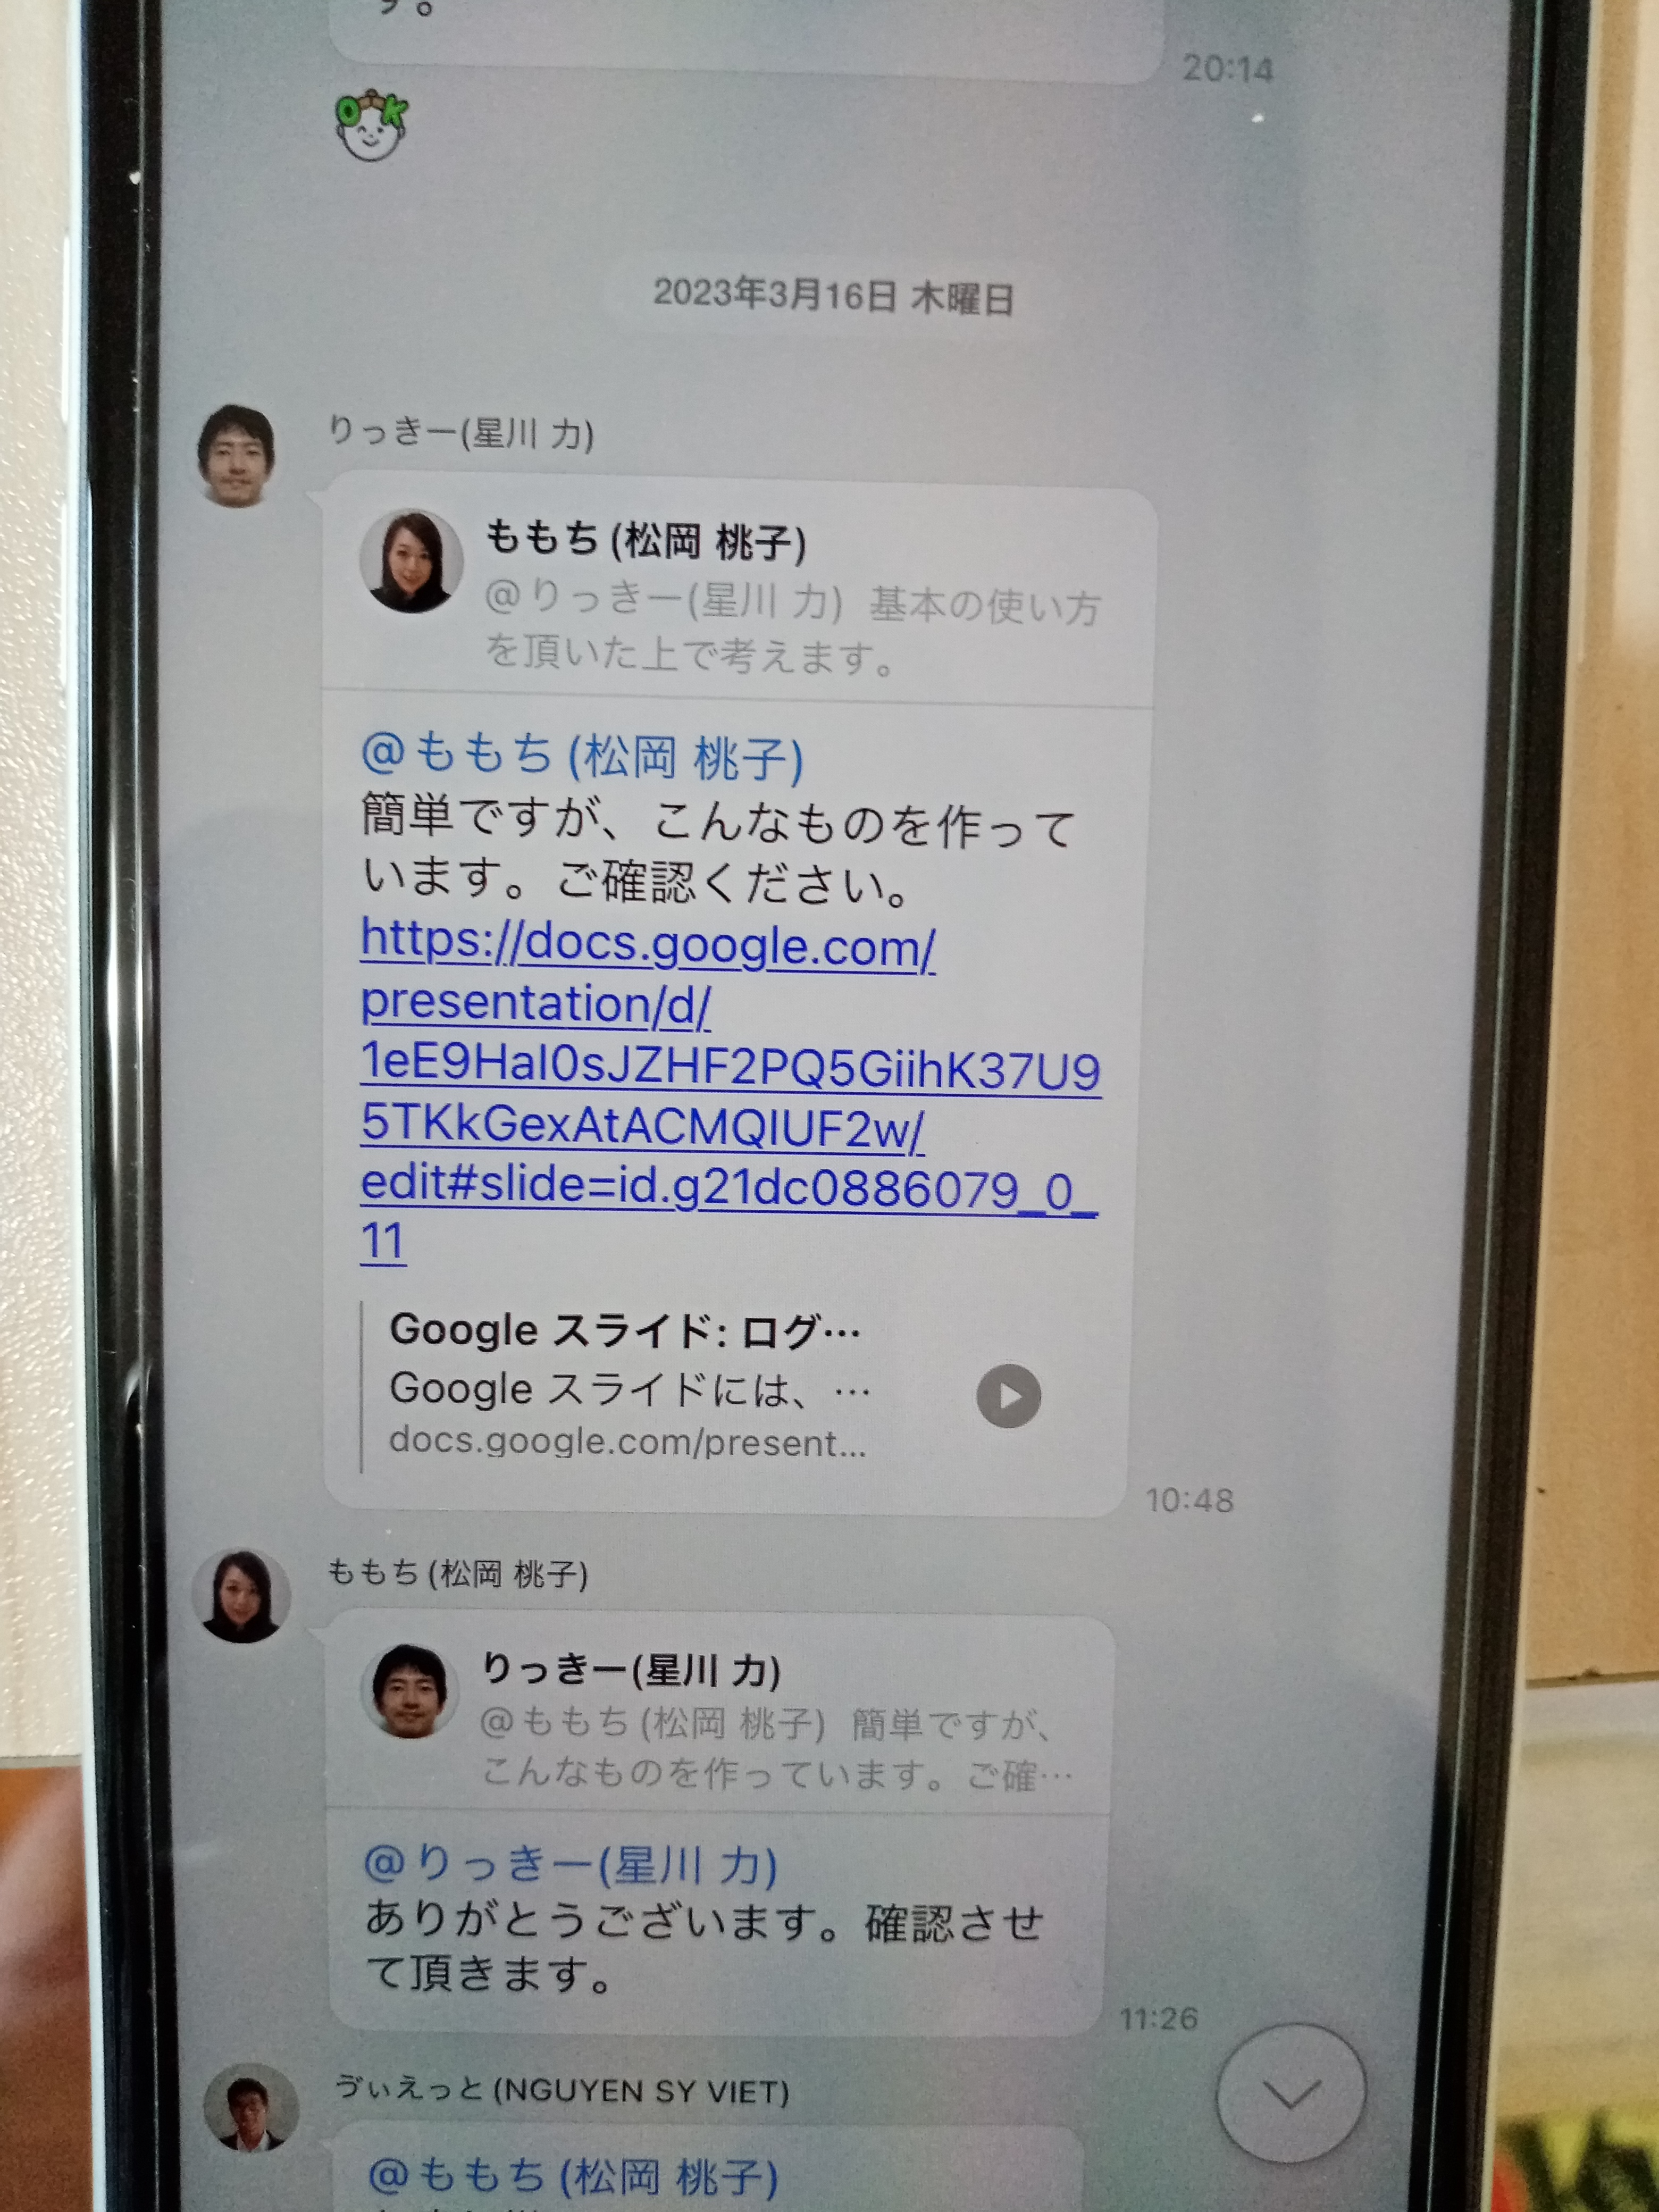 す。
20:14
OK
2023年3月16日 木曜日
りっきー(星川 力)
ももち(松岡 桃子)
@りっきー(星川 力) 基本の使い方
を頂いた上で考えます。
@ももち(松岡 桃子)
簡単ですが、こんなものを作って
います。ご確認ください。
https://docs.google.com/
presentation/d/
1eE9HaI0sJZHF2PQ5GiihK37U9
5TKkGexAtACMQIUF2w/
edit#slide=id.g21dc0886079_0_
11
Google スライド: ログ…
Google スライドには、…
docs.google.com/present...
10:48
ももち(松岡 桃子)
りっきー(星川 力)
@ももち(松岡 桃子) 簡単ですが、
こんなものを作っています。ご確…
@りっきー(星川 力)
ありがとうございます。確認させ
て頂きます。
11:26
ゔぃえっと(NGUYEN SY VIET)
@ももち(松岡 桃子)